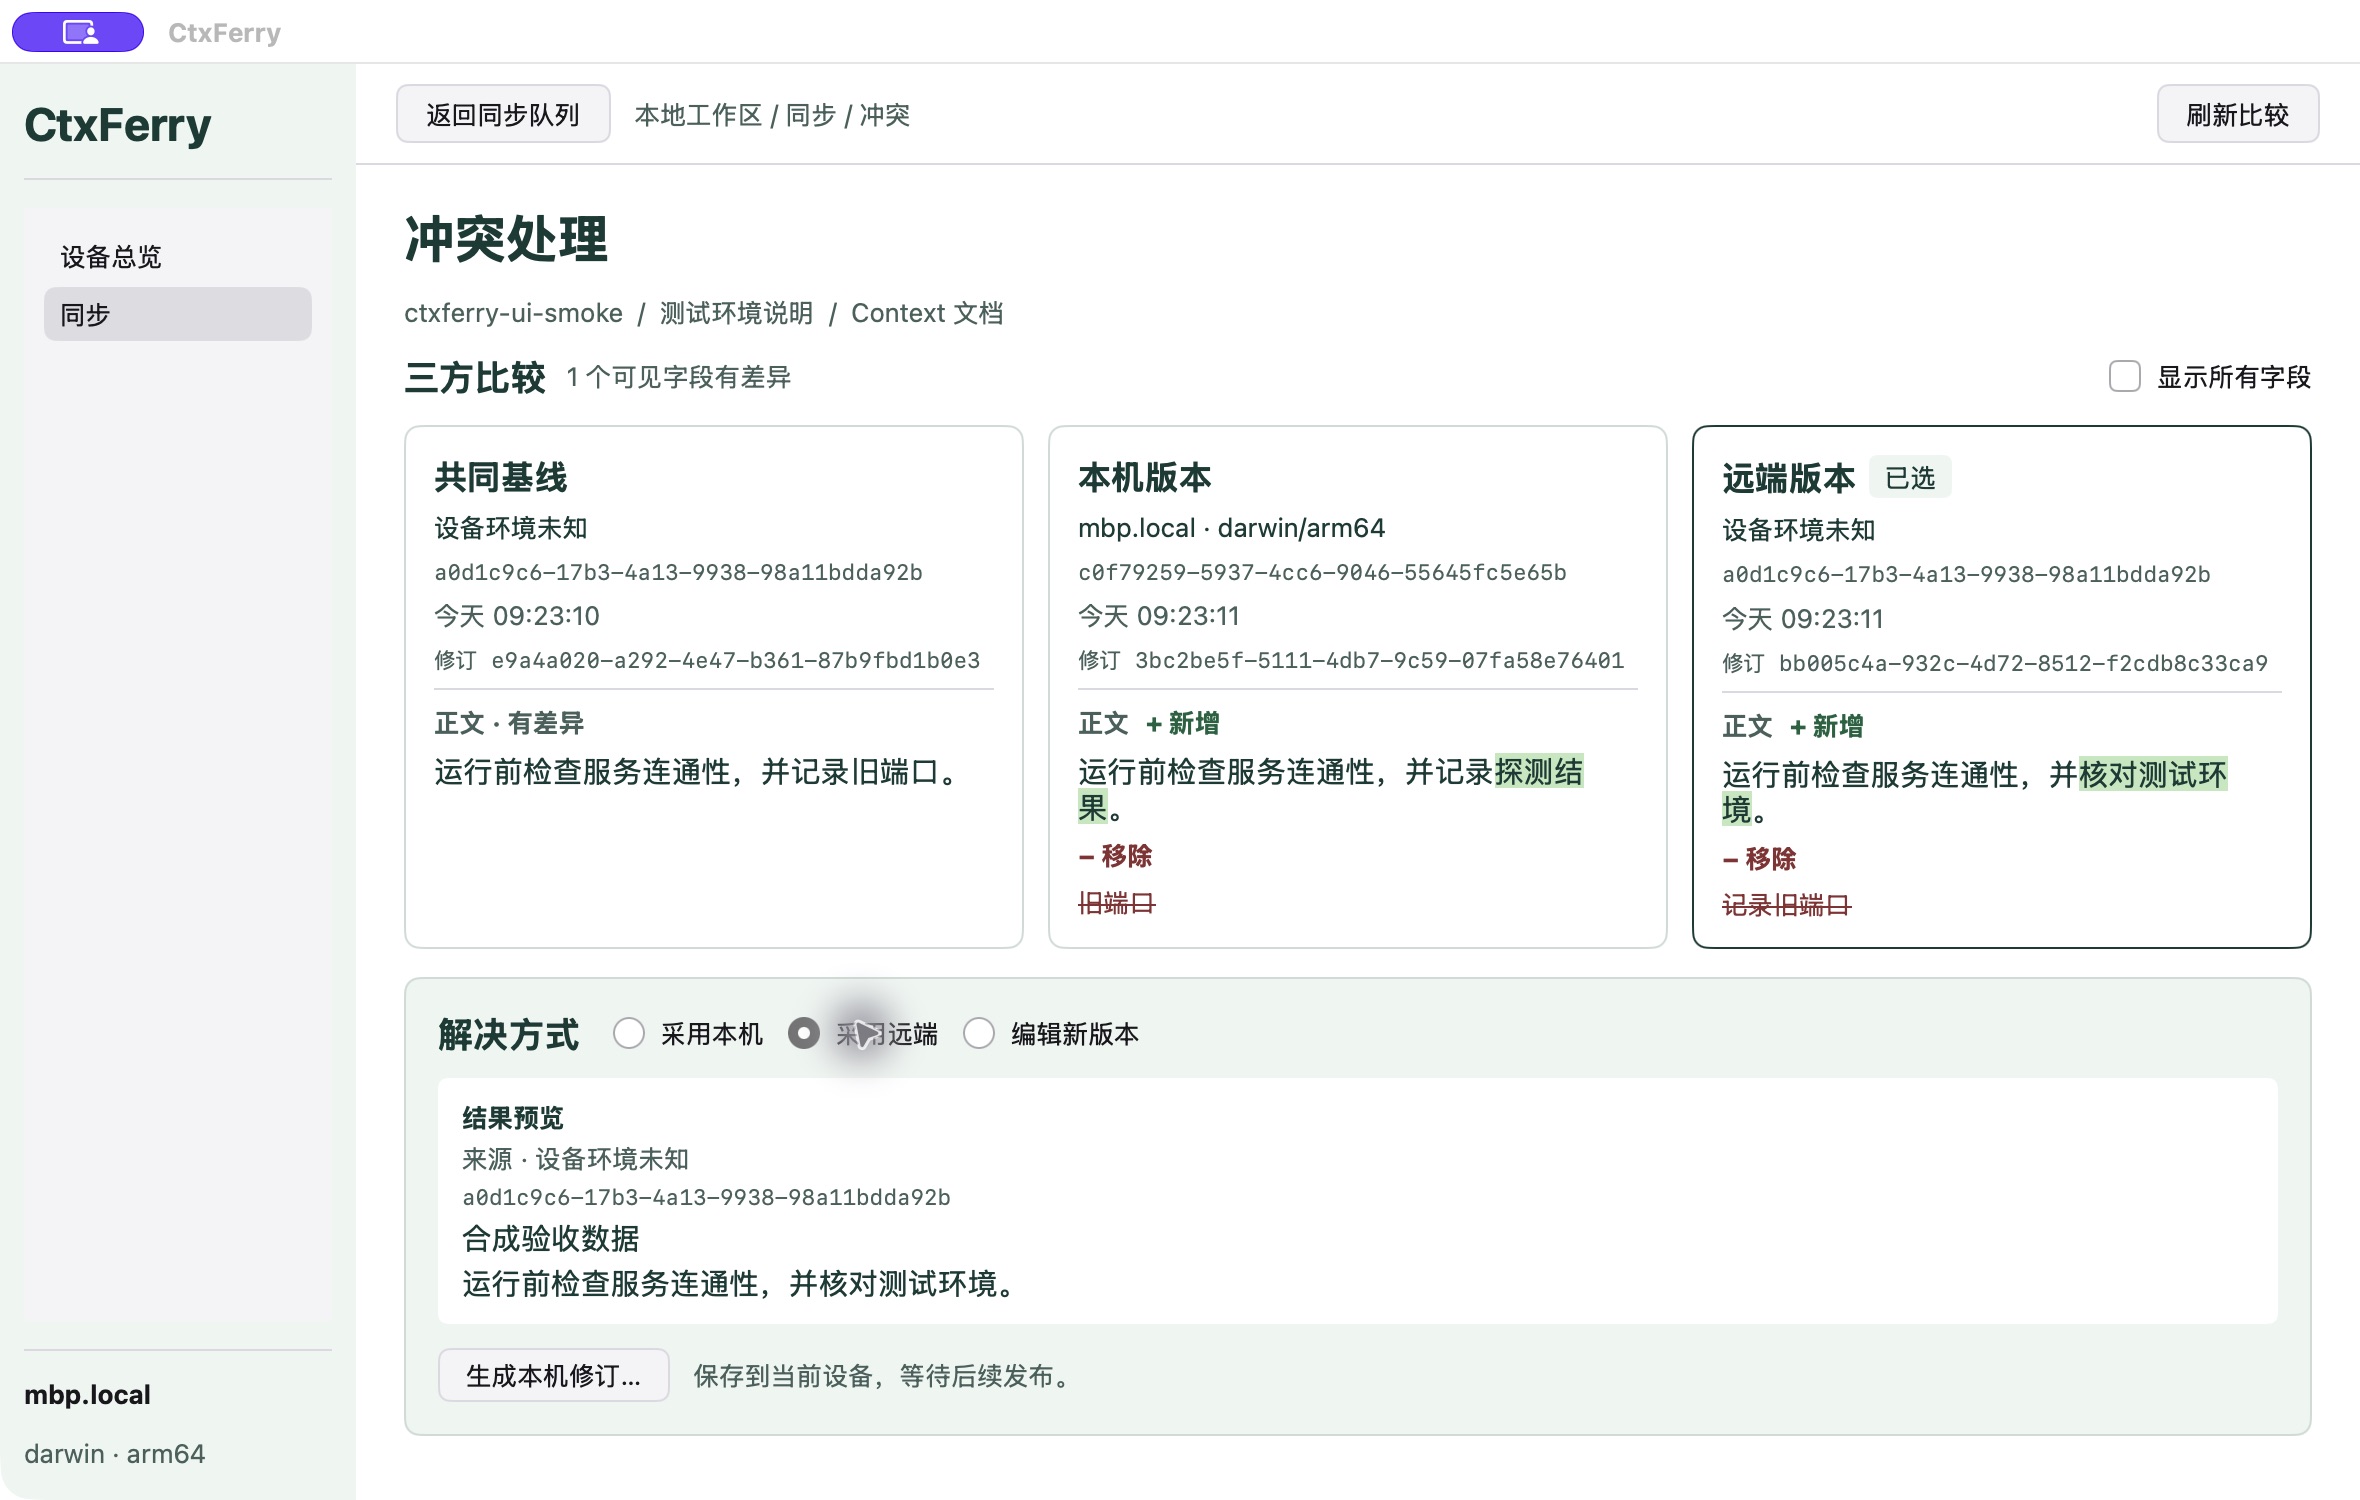 CtxFerry
CtxFerry
设备总览
同步
mbp.local
darwin · arm64
返回同步队列
本地工作区 / 同步 / 冲突
刷新比较
冲突处理
ctxferry-ui-smoke / 测试环境说明 / Context 文档
三方比较 1 个可见字段有差异
显示所有字段
共同基线
设备环境未知
a0d1c9c6-17b3-4a13-9938-98a11bdda92b
今天 09:23:10
修订 e9a4a020-a292-4e47-b361-87b9fbd1b0e3
正文 · 有差异
运行前检查服务连通性，并记录旧端口。
本机版本
mbp.local · darwin/arm64
c0f79259-5937-4cc6-9046-55645fc5e65b
今天 09:23:11
修订 3bc2be5f-5111-4db7-9c59-07fa58e76401
正文 + 新增
运行前检查服务连通性，并记录探测结
果。
– 移除
旧端口
远端版本 已选
设备环境未知
a0d1c9c6-17b3-4a13-9938-98a11bdda92b
今天 09:23:11
修订 bb005c4a-932c-4d72-8512-f2cdb8c33ca9
正文 + 新增
运行前检查服务连通性，并核对测试环
境。
– 移除
记录旧端口
解决方式 采用本机 采用远端 编辑新版本
结果预览
来源 · 设备环境未知
a0d1c9c6-17b3-4a13-9938-98a11bdda92b
合成验收数据
运行前检查服务连通性，并核对测试环境。
生成本机修订... 保存到当前设备，等待后续发布。